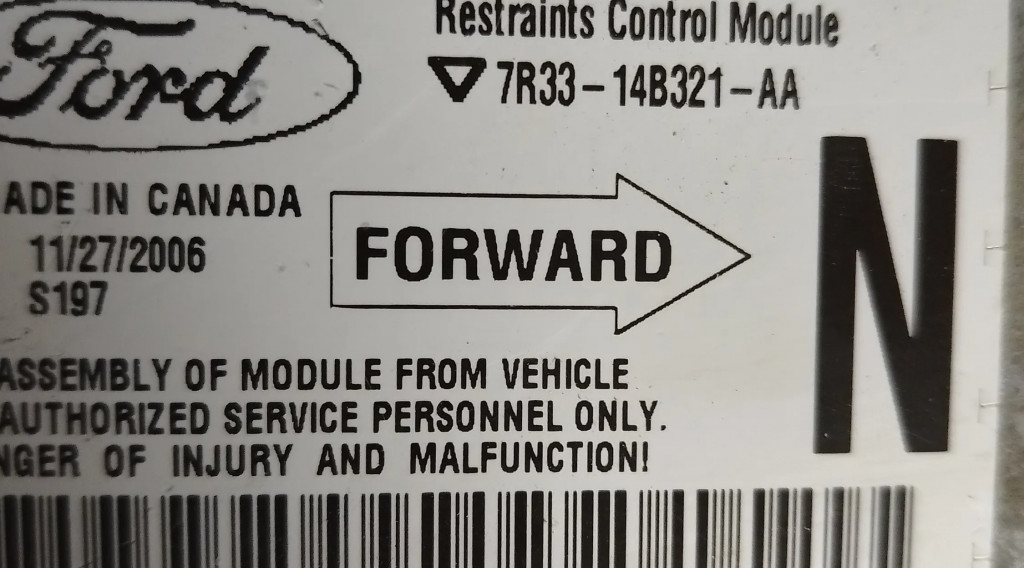 Ford
Restraints Control Module
7R33-14B321-AA
N
ADE IN CANADA
11/27/2006
S197
FORWARD
ASSEMBLY OF MODULE FROM VEHICLE
AUTHORIZED SERVICE PERSONNEL ONLY.
NGER OF INJURY AND MALFUNCTION!